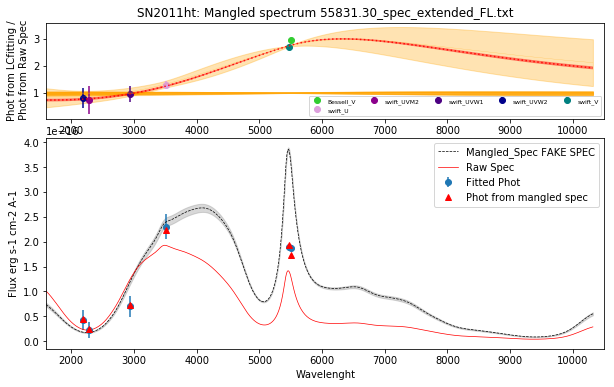 SN2011ht: Mangled spectrum 55831.30_spec_extended_FL.txt
Phot from LCfitting /
Phot from Raw Spec
3
2
1
Bessell_V
swift_U
swift_UVM2
swift_UVW1
swift_UVW2
swift_V
2000 3000 4000 5000 6000 7000 8000 9000 10000
1e−16
Flux erg s-1 cm-2 A-1
4.0
3.5
3.0
2.5
2.0
1.5
1.0
0.5
0.0
Mangled_Spec FAKE SPEC
Raw Spec
Fitted Phot
Phot from mangled spec
2000 3000 4000 5000 6000 7000 8000 9000 10000
Wavelenght